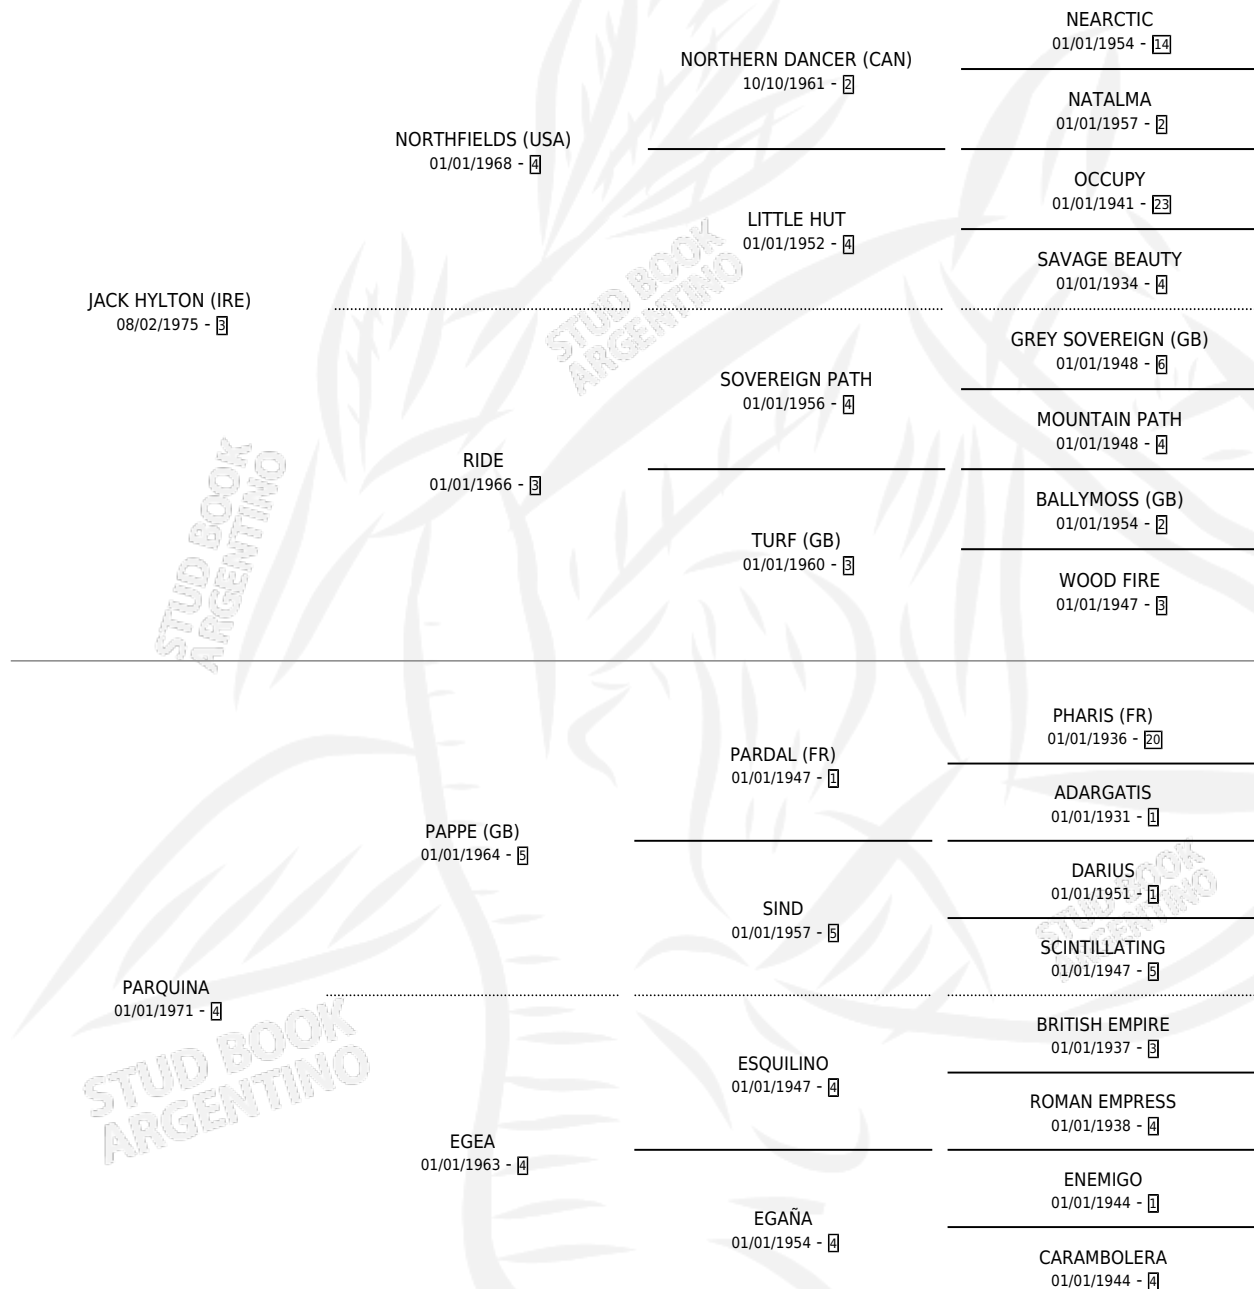 NEARCTIC
01/01/1954 - 14
NORTHERN DANCER (CAN)
10/10/1961 - 2
NATALMA
01/01/1957 - 2
NORTHFIELDS (USA)
01/01/1968 - 4
OCCUPY
01/01/1941 - 23
LITTLE HUT
01/01/1952 - 4
SAVAGE BEAUTY
01/01/1934 - 4
JACK HYLTON (IRE)
08/02/1975 - 3
GREY SOVEREIGN (GB)
01/01/1948 - 6
SOVEREIGN PATH
01/01/1956 - 4
MOUNTAIN PATH
01/01/1948 - 4
RIDE
01/01/1966 - 3
BALLYMOSS (GB)
01/01/1954 - 2
TURF (GB)
01/01/1960 - 3
WOOD FIRE
01/01/1947 - 3
PHARIS (FR)
01/01/1936 - 20
PARDAL (FR)
01/01/1947 - 1
ADARGATIS
01/01/1931 - 1
PAPPE (GB)
01/01/1964 - 5
DARIUS
01/01/1951 - 1
SIND
01/01/1957 - 5
SCINTILLATING
01/01/1947 - 5
PARQUINA
01/01/1971 - 4
BRITISH EMPIRE
01/01/1937 - 3
ESQUILINO
01/01/1947 - 4
ROMAN EMPRESS
01/01/1938 - 4
EGEA
01/01/1963 - 4
ENEMIGO
01/01/1944 - 1
EGAÑA
01/01/1954 - 4
CARAMBOLERA
01/01/1944 - 4
STUD BOOK
ARGENTINO
STUD BOOK
ARGENTINO
STUD BOOK
ARGENTINO
STUD BOOK
ARGENTINO